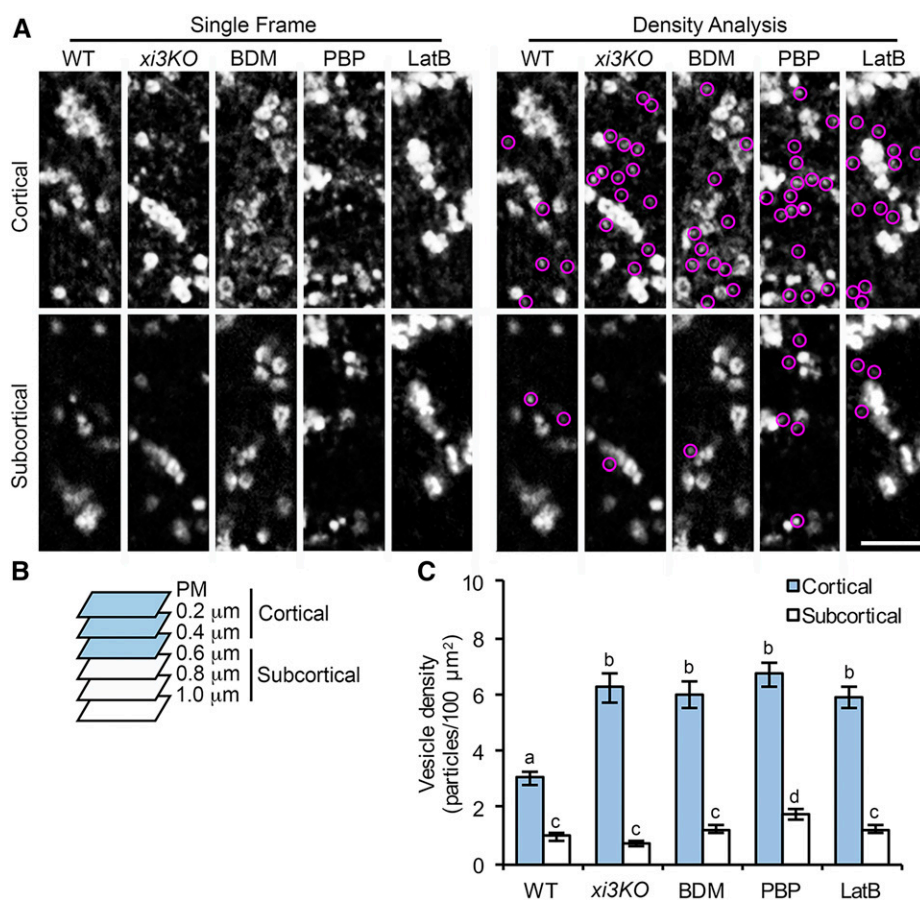 A
Single Frame
Density Analysis
WT xi3KO BDM PBP LatB
WT xi3KO BDM PBP LatB
Cortical
Subcortical
B
PM
0.2 μm
0.4 μm
0.6 μm
0.8 μm
1.0 μm
Cortical
Subcortical
C
Vesicle density
(particles/100 μm²)
10
8
6
4
2
0
Cortical
Subcortical
a
c
b
c
b
c
b
d
b
c
WT xi3KO BDM PBP LatB